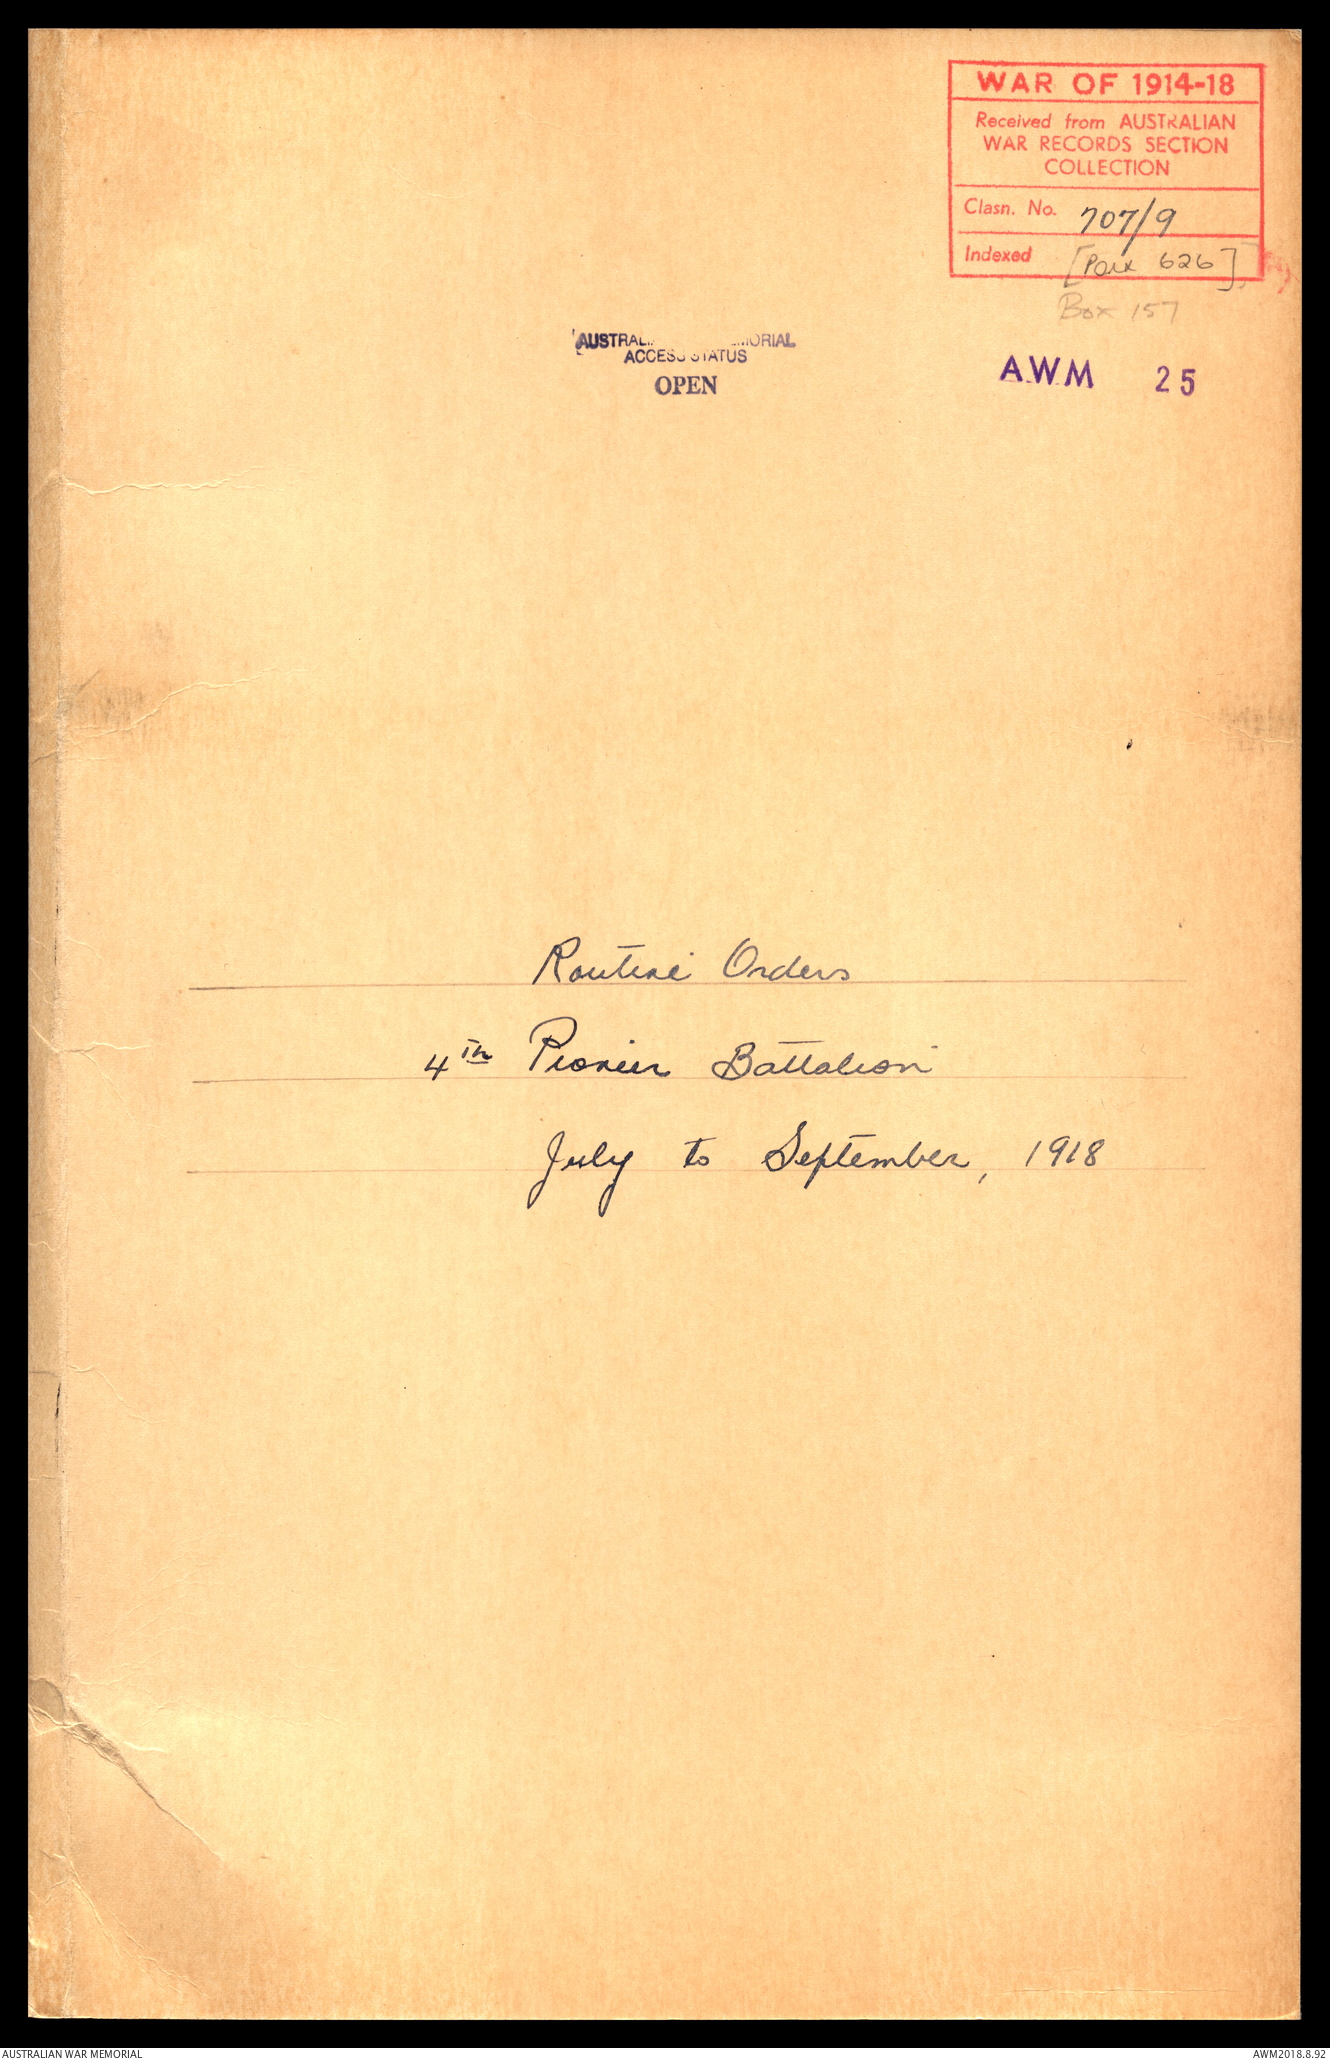 WAR OF 1914-18
Received from AUSTRALIAN
WAR RECORDS SECTION
COLLECTION
Clasn. No. 707/9
Indexed [Part 626]
Box 157
ACCESS STATUS
OPEN
AWM 25
Routine Orders
4th Pioneer Battalion
July to September, 1918
AUSTRALIAN WAR MEMORIAL
AWM2018.8.92